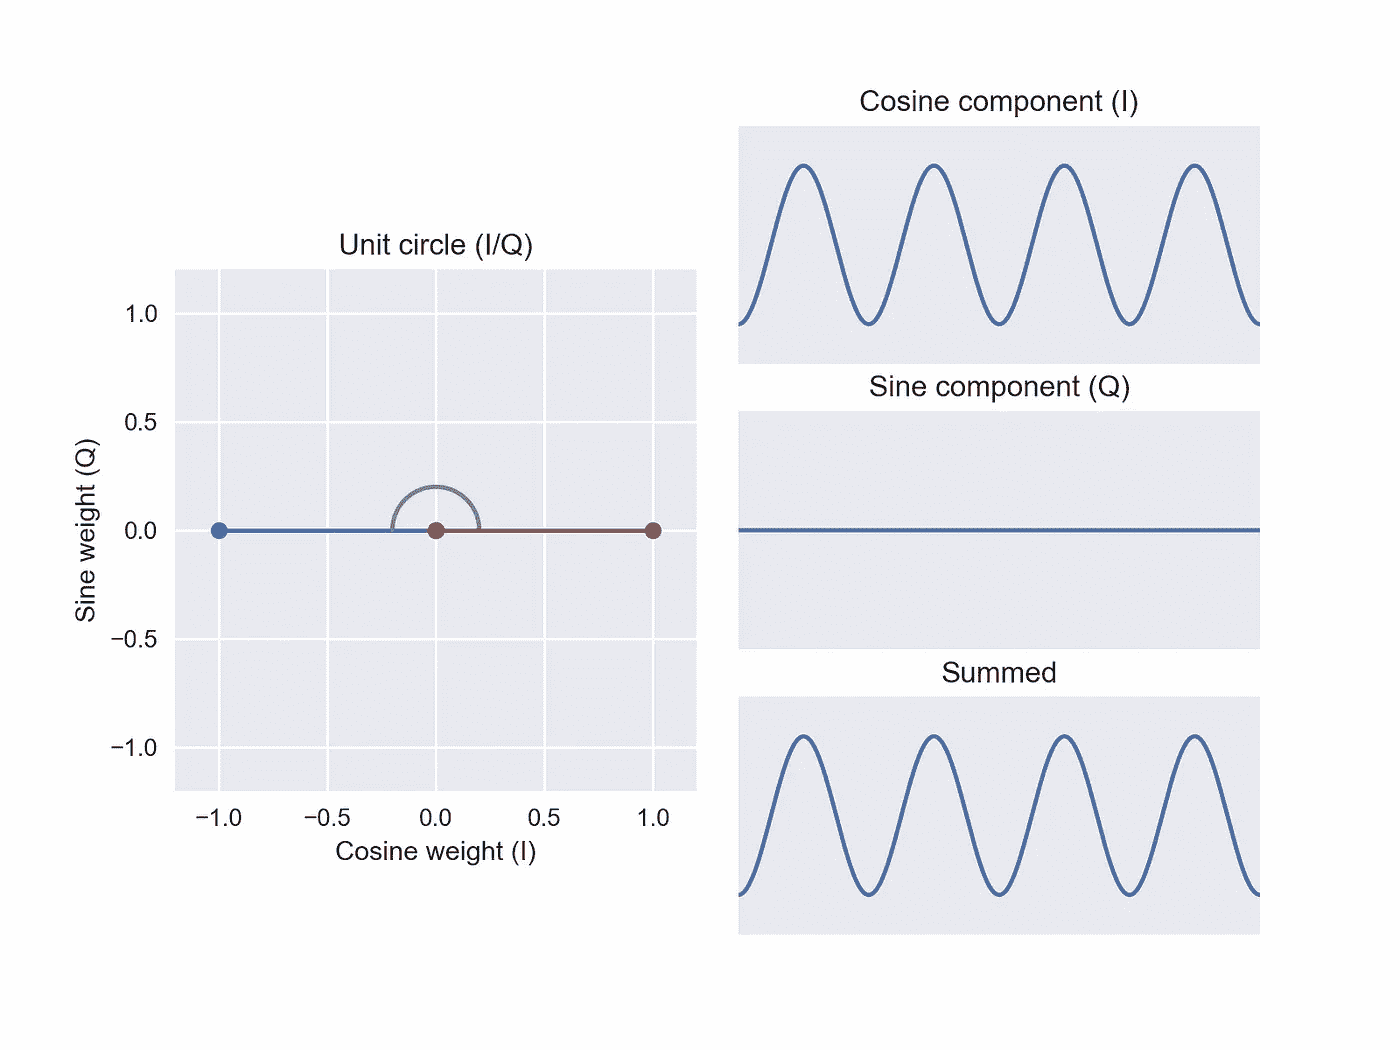 Unit circle (I/Q)
1.0
0.5
0.0
−0.5
−1.0
Sine weight (Q)
−1.0 −0.5 0.0 0.5 1.0
Cosine weight (I)
Cosine component (I)
Sine component (Q)
Summed